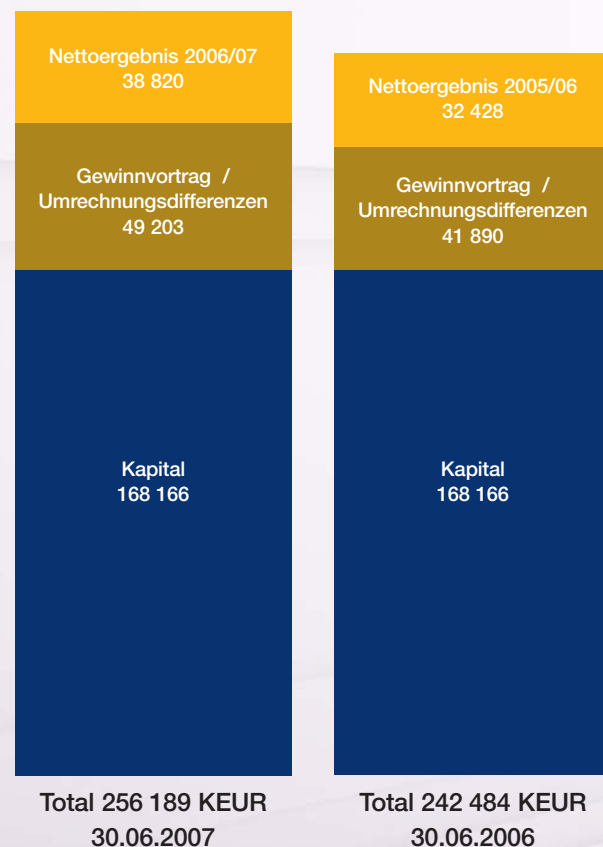 Nettoergebnis 2006/07
38 820
Gewinnvortrag /
Umrechnungsdifferenzen
49 203
Kapital
168 166
Total 256 189 KEUR
30.06.2007
Nettoergebnis 2005/06
32 428
Gewinnvortrag /
Umrechnungsdifferenzen
41 890
Kapital
168 166
Total 242 484 KEUR
30.06.2006